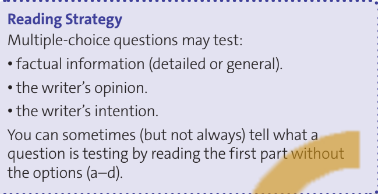 Reading Strategy
Multiple-choice questions may test:
• factual information (detailed or general).
• the writer's opinion.
• the writer's intention.
You can sometimes (but not always) tell what a
question is testing by reading the first part without
the options (a–d).